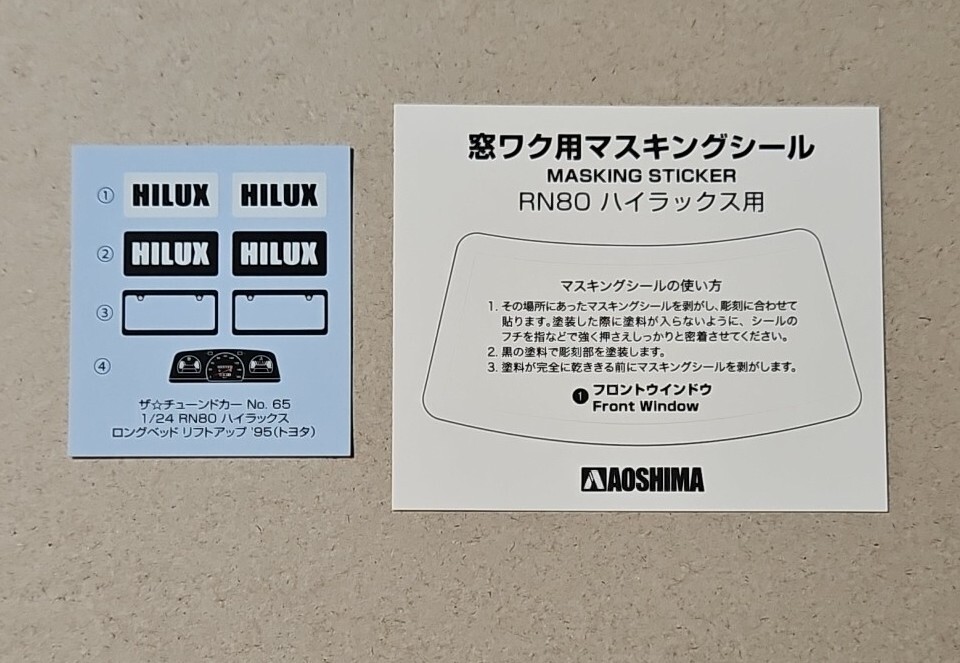 ① HILUX HILUX
② HILUX HILUX
③
④
ザ☆チューンドカー No. 65
1/24 RN80 ハイラックス
ロングベッド リフトアップ '95(トヨタ)
窓ワク用マスキングシール
MASKING STICKER
RN80 ハイラックス用
マスキングシールの使い方
1. その場所にあったマスキングシールを剥がし、彫刻に合わせて
貼ります。塗装した際に塗料が入らないように、シールの
フチを指などで強く押さえしっかりと密着させてください。
2. 黒の塗料で彫刻部を塗装します。
3. 塗料が完全に乾ききる前にマスキングシールを剥がします。
❶ フロントウインドウ
Front Window
AOSHIMA